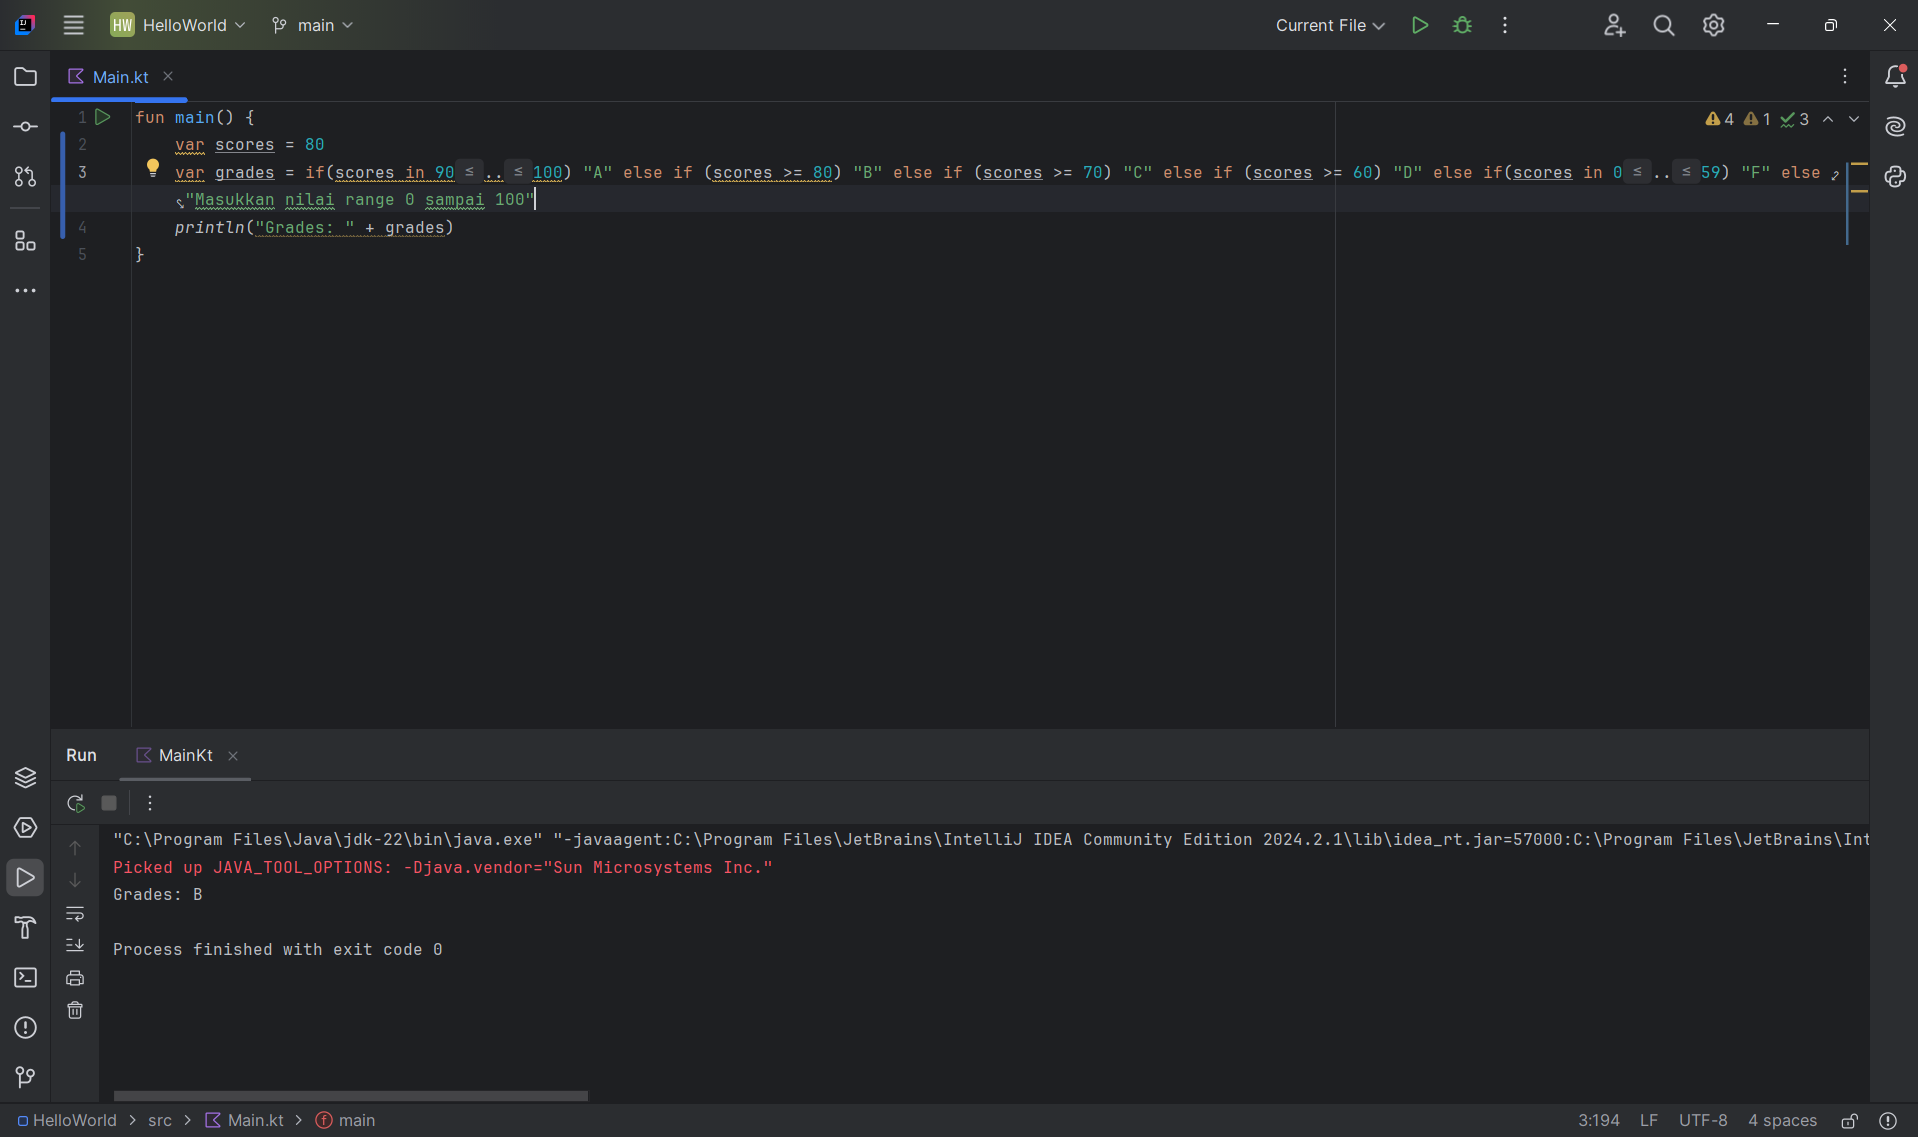 HW HelloWorld main Current File
Main.kt
1 fun main() { 4 1 3
2 var scores = 80
3 var grades = if(scores in 90 ≤ .. ≤ 100) "A" else if (scores >= 80) "B" else if (scores >= 70) "C" else if (scores >= 60) "D" else if(scores in 0 ≤ .. ≤ 59) "F" else
"Masukkan nilai range 0 sampai 100"
4 println("Grades: " + grades)
5 }
Run MainKt
"C:\Program Files\Java\jdk-22\bin\java.exe" "-javaagent:C:\Program Files\JetBrains\IntelliJ IDEA Community Edition 2024.2.1\lib\idea_rt.jar=57000:C:\Program Files\JetBrains\Int
Picked up JAVA_TOOL_OPTIONS: -Djava.vendor="Sun Microsystems Inc."
Grades: B
Process finished with exit code 0
HelloWorld > src > Main.kt > f main 3:194 LF UTF-8 4 spaces